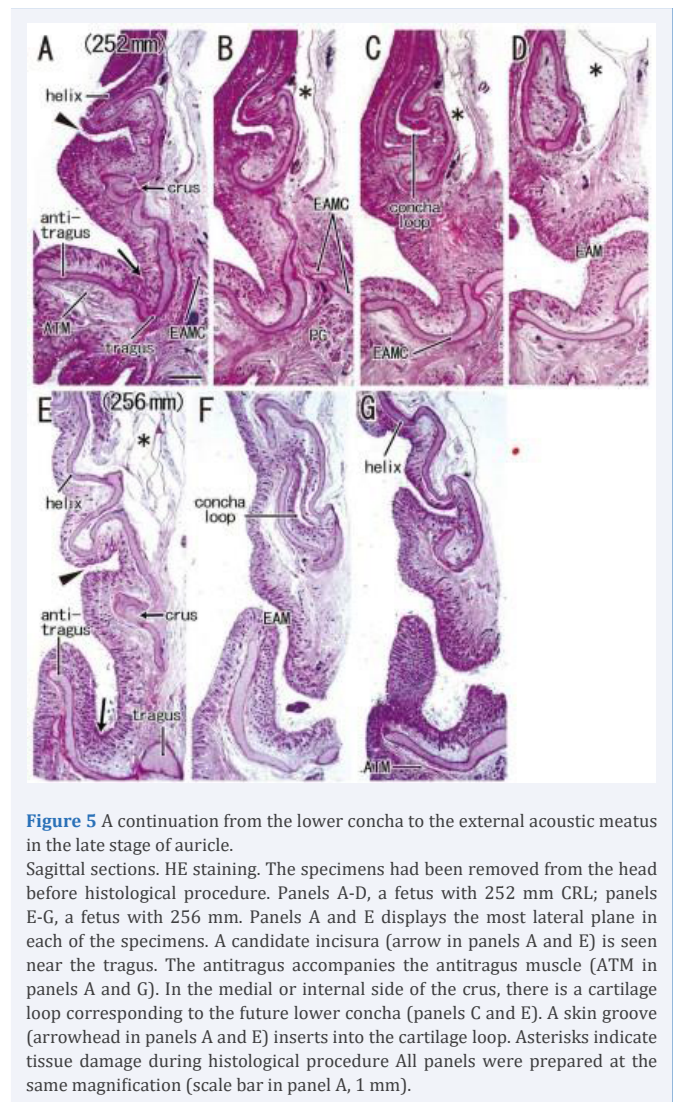 A (252 mm) B C D
helix
crus
anti-
tragus
concha
loop
EAMC
EAM
ATM
tragus
EAMC
PG
EAMC
E (256 mm) F G
helix
helix
concha
loop
anti-
tragus
crus
EAM
tragus
ATM
Figure 5 A continuation from the lower concha to the external acoustic meatus
in the late stage of auricle.
Sagittal sections. HE staining. The specimens had been removed from the head
before histological procedure. Panels A-D, a fetus with 252 mm CRL; panels
E-G, a fetus with 256 mm. Panels A and E displays the most lateral plane in
each of the specimens. A candidate incisura (arrow in panels A and E) is seen
near the tragus. The antitragus accompanies the antitragus muscle (ATM in
panels A and G). In the medial or internal side of the crus, there is a cartilage
loop corresponding to the future lower concha (panels C and E). A skin groove
(arrowhead in panels A and E) inserts into the cartilage loop. Asterisks indicate
tissue damage during histological procedure All panels were prepared at the
same magnification (scale bar in panel A, 1 mm).